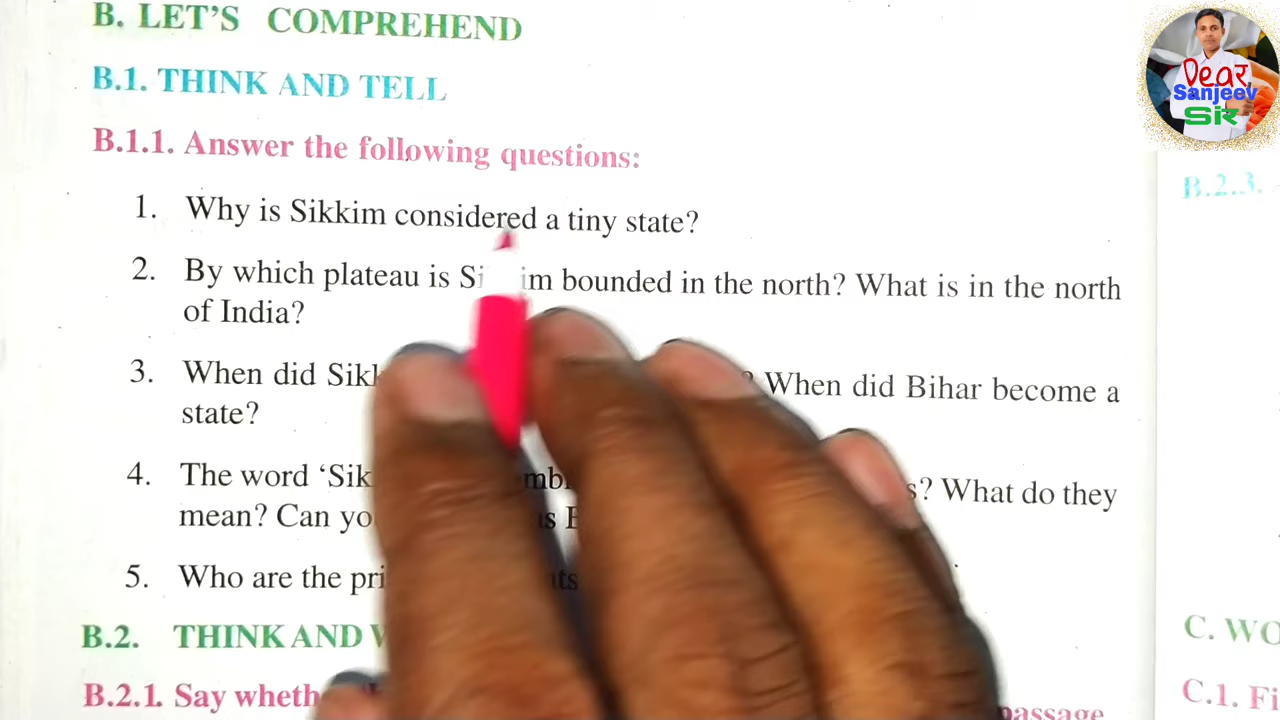 B. LET'S COMPREHEND
B.1. THINK AND TELL
B.1.1. Answer the following questions:
1. Why is Sikkim considered a tiny state?
2. By which plateau is Si im bounded in the north? What is in the north
of India?
3. When did Sikk ? When did Bihar become a
state?
4. The word ‘Sik mb s? What do they
mean? Can yo as B
5. Who are the pri ts
B.2. THINK AND W
B.2.1. Say wheth passage
B.2.3.
C. WO
C.1. Fi
Dear
Sanjeev
Sir